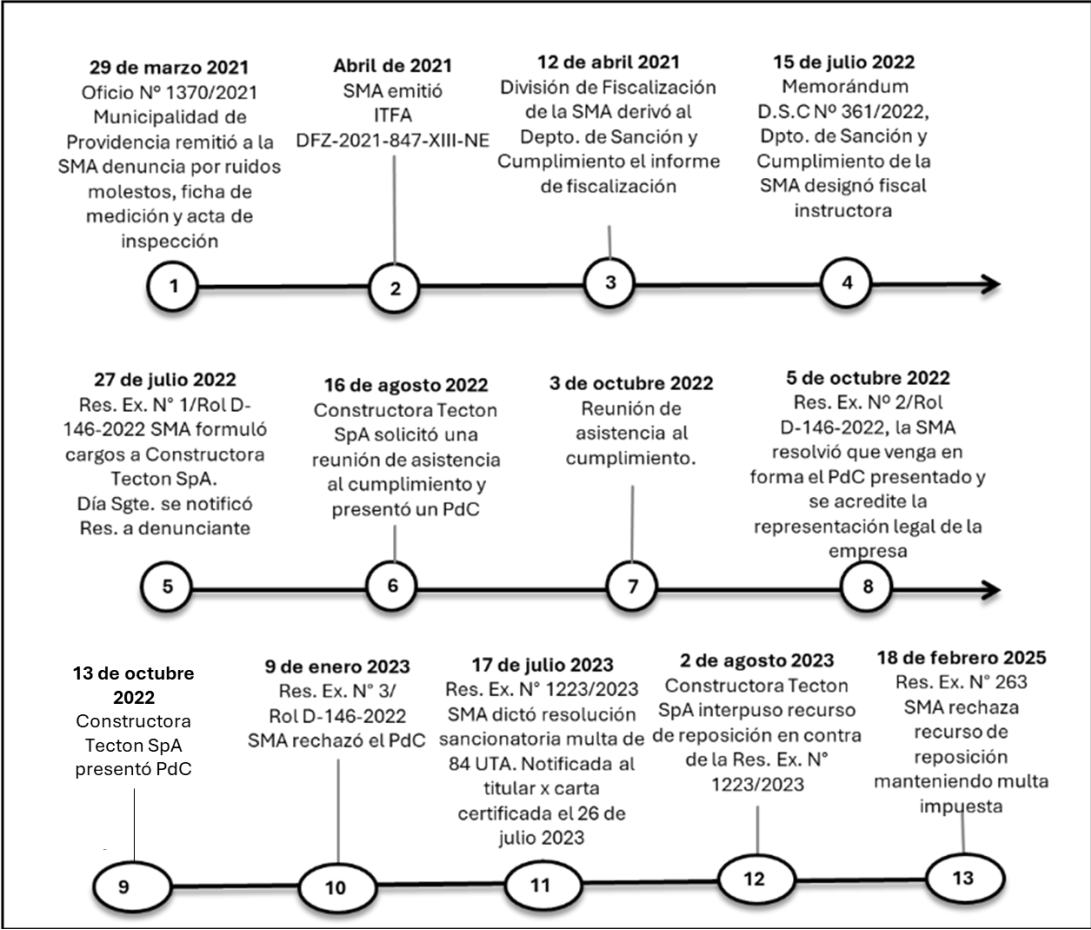 29 de marzo 2021
Oficio N° 1370/2021
Municipalidad de
Providencia remitió a la
SMA denuncia por ruidos
molestos, ficha de
medición y acta de
inspección
1
Abril de 2021
SMA emitió
ITFA
DFZ-2021-847-XIII-NE
2
12 de abril 2021
División de Fiscalización
de la SMA derivó al
Depto. de Sanción y
Cumplimiento el informe
de fiscalización
3
15 de julio 2022
Memorándum
D.S.C Nº 361/2022,
Dpto. de Sanción y
Cumplimiento de la
SMA designó fiscal
instructora
4
27 de julio 2022
Res. Ex. N° 1/Rol D-
146-2022 SMA formuló
cargos a Constructora
Tecton SpA.
Día Sgte. se notificó
Res. a denunciante
5
16 de agosto 2022
Constructora Tecton
SpA solicitó una
reunión de asistencia
al cumplimiento y
presentó un PdC
6
3 de octubre 2022
Reunión de
asistencia al
cumplimiento.
7
5 de octubre 2022
Res. Ex. Nº 2/Rol
D-146-2022, la SMA
resolvió que venga en
forma el PdC presentado y
se acredite la
representación legal de la
empresa
8
13 de octubre
2022
Constructora
Tecton SpA
presentó PdC
9
9 de enero 2023
Res. Ex. N° 3/
Rol D-146-2022
SMA rechazó el PdC
10
17 de julio 2023
Res. Ex. N° 1223/2023
SMA dictó resolución
sancionatoria multa de
84 UTA. Notificada al
titular x carta
certificada el 26 de
julio 2023
11
2 de agosto 2023
Constructora Tecton
SpA interpuso recurso
de reposición en contra
de la Res. Ex. N°
1223/2023
12
18 de febrero 2025
Res. Ex. N° 263
SMA rechaza
recurso de
reposición
manteniendo multa
impuesta
13